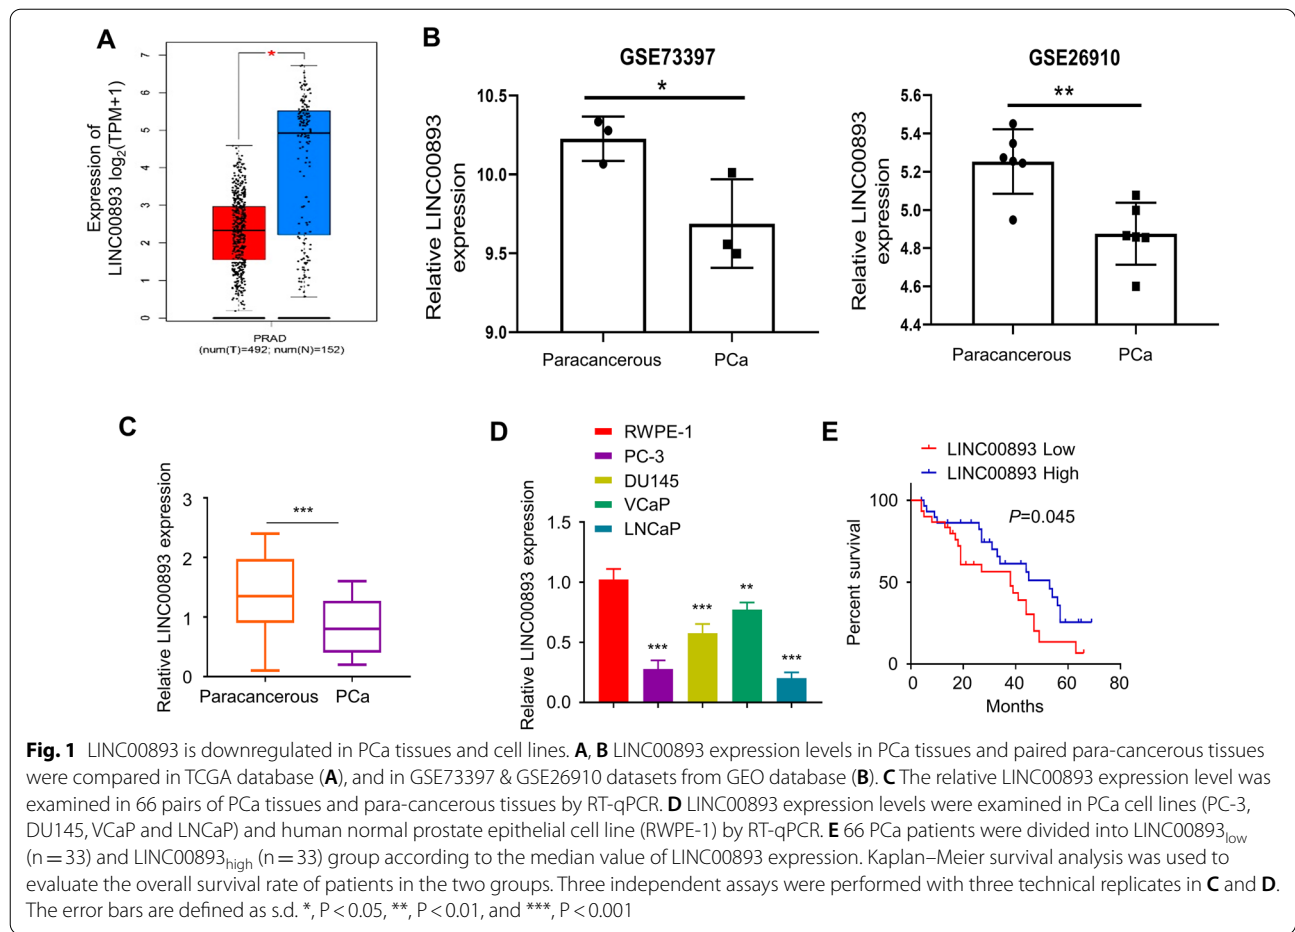 A
Expression of
LINC00893 log₂(TPM+1)
7
6
5
4
3
2
1
0
*
PRAD
(num(T)=492; num(N)=152)
B
GSE73397
*
Relative LINC00893
expression
10.5
10.0
9.5
9.0
Paracancerous
PCa
GSE26910
**
Relative LINC00893
expression
5.6
5.4
5.2
5.0
4.8
4.6
4.4
Paracancerous
PCa
C
Relative LINC00893 expression
3
2
1
0
***
Paracancerous
PCa
D
RWPE-1
PC-3
DU145
VCaP
LNCaP
Relative LINC00893 expression
1.5
1.0
0.5
0.0
***
***
**
***
E
LINC00893 Low
LINC00893 High
P=0.045
Percent survival
100
50
0
0 20 40 60 80
Months
Fig. 1 LINC00893 is downregulated in PCa tissues and cell lines. A, B LINC00893 expression levels in PCa tissues and paired para-cancerous tissues
were compared in TCGA database (A), and in GSE73397 & GSE26910 datasets from GEO database (B). C The relative LINC00893 expression level was
examined in 66 pairs of PCa tissues and para-cancerous tissues by RT-qPCR. D LINC00893 expression levels were examined in PCa cell lines (PC-3,
DU145, VCaP and LNCaP) and human normal prostate epithelial cell line (RWPE-1) by RT-qPCR. E 66 PCa patients were divided into LINC00893low
(n = 33) and LINC00893high (n = 33) group according to the median value of LINC00893 expression. Kaplan–Meier survival analysis was used to
evaluate the overall survival rate of patients in the two groups. Three independent assays were performed with three technical replicates in C and D.
The error bars are defined as s.d. *, P < 0.05, **, P < 0.01, and ***, P < 0.001